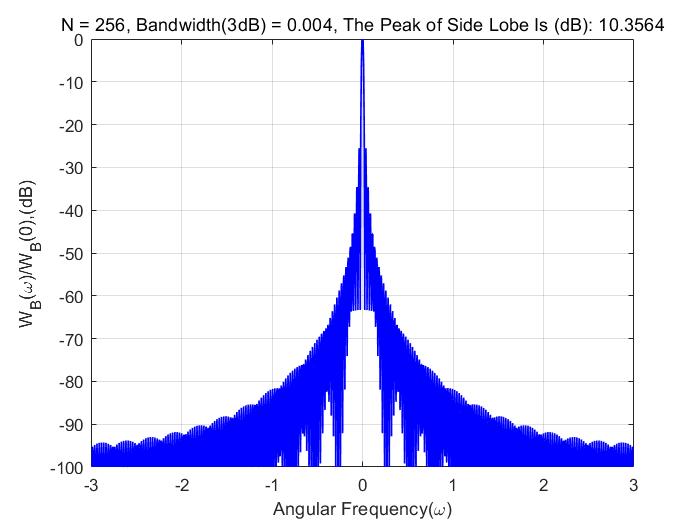 N = 256, Bandwidth(3dB) = 0.004, The Peak of Side Lobe Is (dB): 10.3564
0
-10
-20
-30
-40
-50
-60
-70
-80
-90
-100
W_B(ω)/W_B(0),(dB)
-3 -2 -1 0 1 2 3
Angular Frequency(ω)